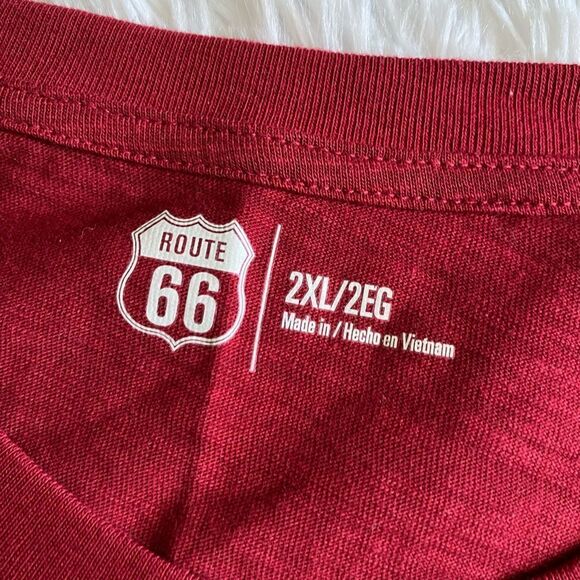 ROUTE
66
2XL/2EG
Made in / Hecho en Vietnam